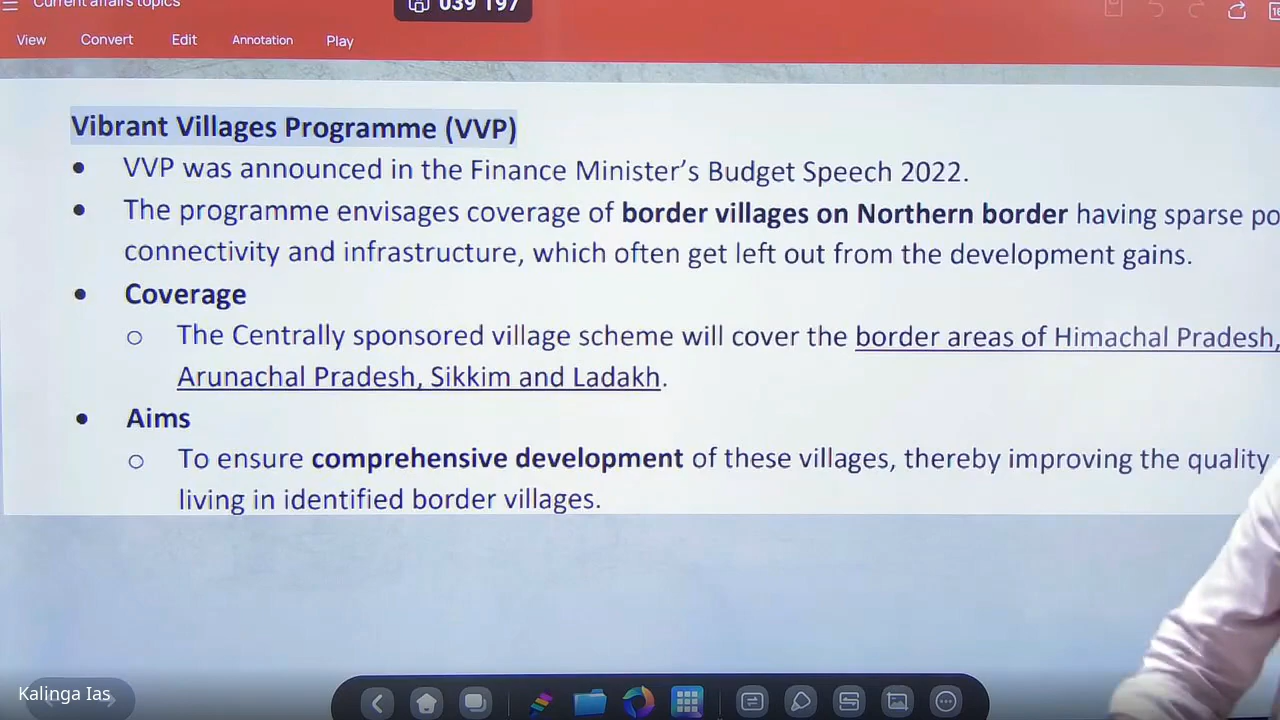 Current affairs topics
039 197
View Convert Edit Annotation Play
Vibrant Villages Programme (VVP)
• VVP was announced in the Finance Minister's Budget Speech 2022.
• The programme envisages coverage of border villages on Northern border having sparse po
connectivity and infrastructure, which often get left out from the development gains.
• Coverage
o The Centrally sponsored village scheme will cover the border areas of Himachal Pradesh,
Arunachal Pradesh, Sikkim and Ladakh.
• Aims
o To ensure comprehensive development of these villages, thereby improving the quality
living in identified border villages.
Kalinga Ias